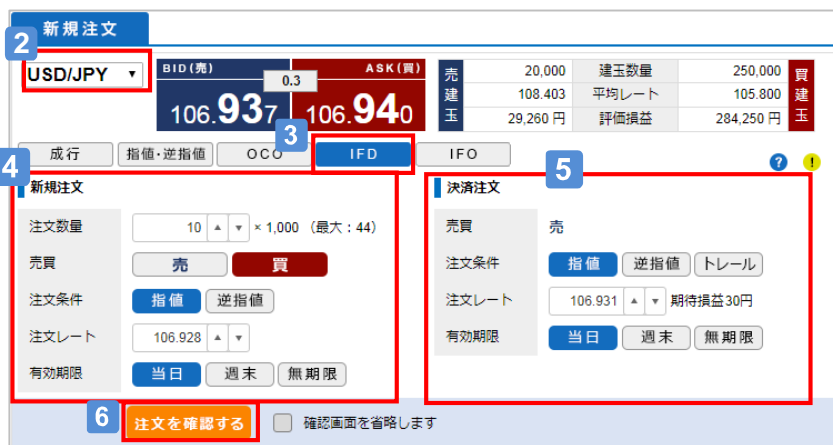 新規注文
2
USD/JPY ▼
BID(売) 0.3 ASK(買)
106.937 106.940
売建玉 20,000 建玉数量 250,000 買建玉
108.403 平均レート 105.800
29,260 円 評価損益 284,250 円
3
成行 指値・逆指値 OCO IFD IFO
? !
4
新規注文
注文数量 10 ▲ ▼ × 1,000 (最大：44)
売買 売 買
注文条件 指値 逆指値
注文レート 106.928 ▲ ▼
有効期限 当日 週末 無期限
5
決済注文
売買 売
注文条件 指値 逆指値 トレール
注文レート 106.931 ▲ ▼ 期待損益30円
有効期限 当日 週末 無期限
6
注文を確認する 確認画面を省略します